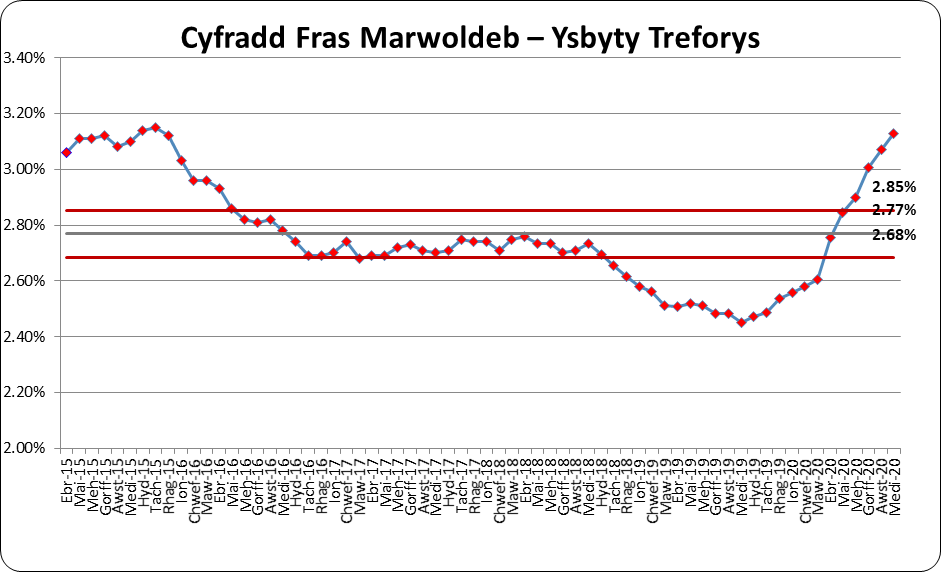 Cyfradd Fras Marwoldeb – Ysbyty Treforys
3.40%
3.20%
3.00%
2.80%
2.60%
2.40%
2.20%
2.00%
2.85%
2.77%
2.68%
Ebr-15
Mai-15
Meh-15
Gorff-15
Awst-15
Medi-15
Hyd-15
Tach-15
Rhag-15
Ion-16
Chwef-16
Maw-16
Ebr-16
Mai-16
Meh-16
Gorff-16
Awst-16
Medi-16
Hyd-16
Tach-16
Rhag-16
Ion-17
Chwef-17
Maw-17
Ebr-17
Mai-17
Meh-17
Gorff-17
Awst-17
Medi-17
Hyd-17
Tach-17
Rhag-17
Ion-18
Chwef-18
Maw-18
Ebr-18
Mai-18
Meh-18
Gorff-18
Awst-18
Medi-18
Hyd-18
Tach-18
Rhag-18
Ion-19
Chwef-19
Maw-19
Ebr-19
Mai-19
Meh-19
Gorff-19
Awst-19
Medi-19
Hyd-19
Tach-19
Rhag-19
Ion-20
Chwef-20
Maw-20
Ebr-20
Mai-20
Meh-20
Gorff-20
Awst-20
Medi-20